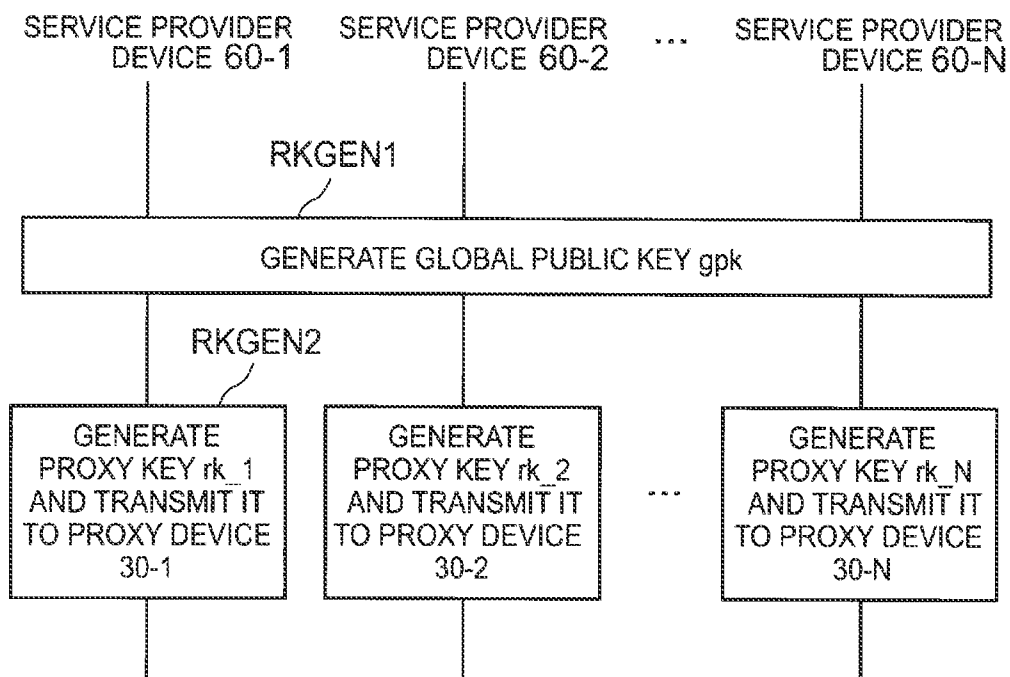 SERVICE PROVIDER
DEVICE 60-1
SERVICE PROVIDER
DEVICE 60-2
...
SERVICE PROVIDER
DEVICE 60-N
RKGEN1
GENERATE GLOBAL PUBLIC KEY gpk
RKGEN2
GENERATE
PROXY KEY rk_1
AND TRANSMIT IT
TO PROXY DEVICE
30-1
GENERATE
PROXY KEY rk_2
AND TRANSMIT IT
TO PROXY DEVICE
30-2
...
GENERATE
PROXY KEY rk_N
AND TRANSMIT IT
TO PROXY DEVICE
30-N